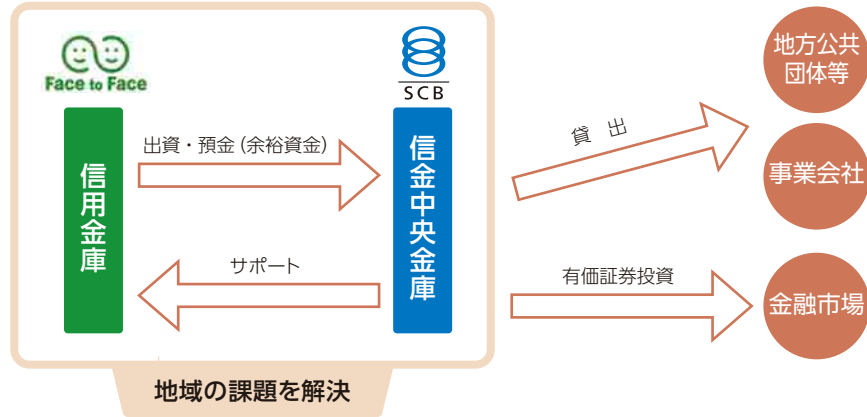 Face to Face
SCB
信用金庫
出資・預金(余裕資金)
サポート
信金中央金庫
貸 出
有価証券投資
地方公共
団体等
事業会社
金融市場
地域の課題を解決